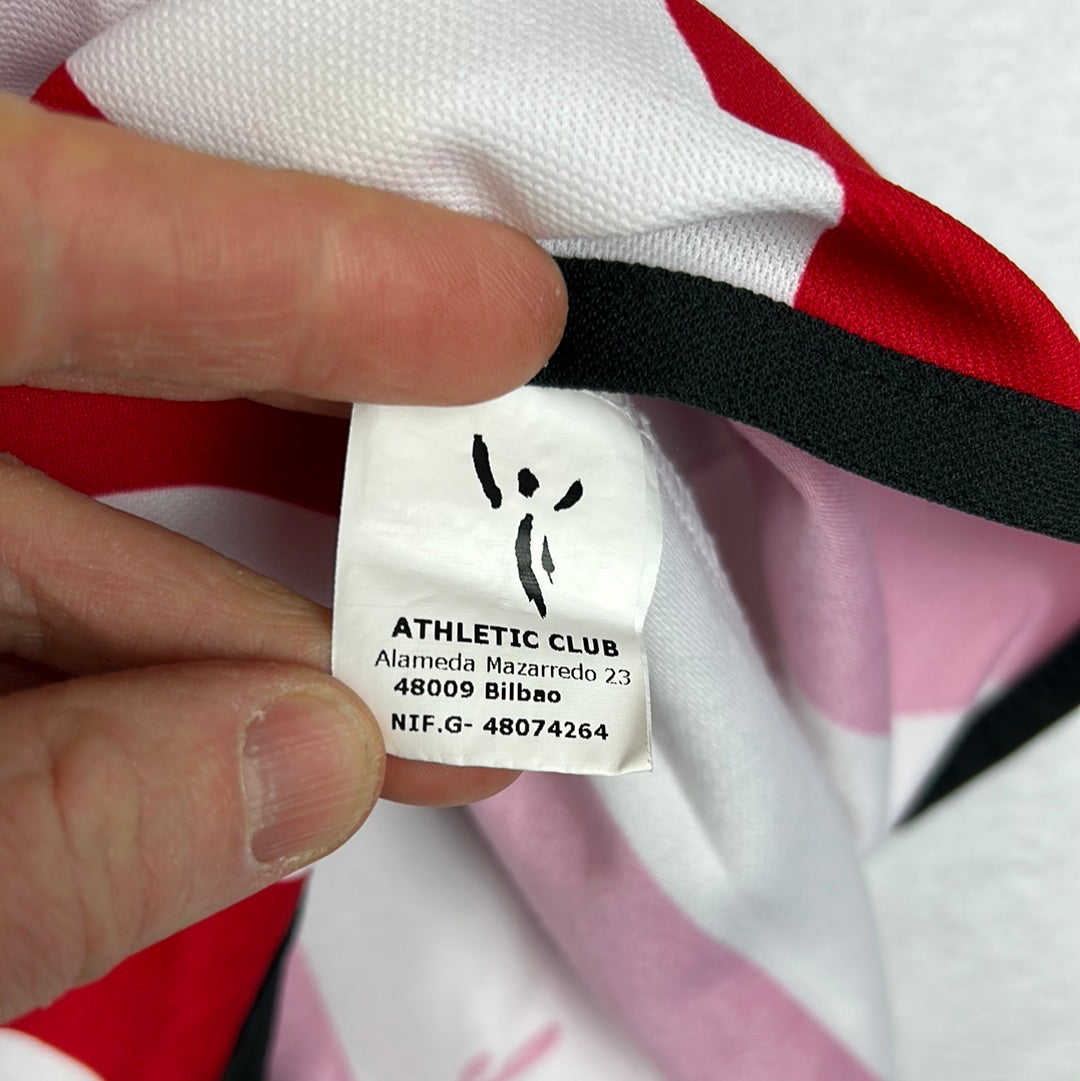 ATHLETIC CLUB
Alameda Mazarredo 23
48009 Bilbao
NIF.G- 48074264